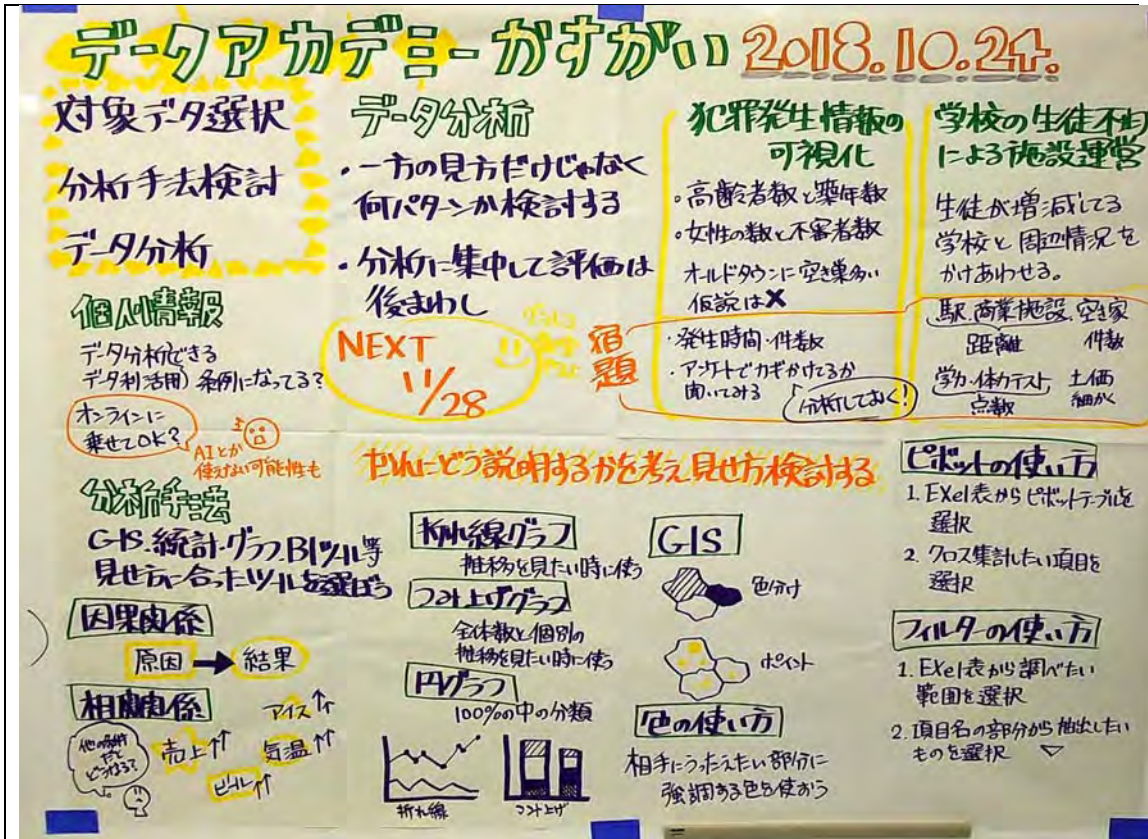 データアカデミーかすがい 2018.10.24.
対象データ選択
分析手法検討
データ分析
個人情報
データ分析できる
データ利活用)条例になってる?
オンラインに
乗せてOK?
AIとか
使えない可能性も
データ分析
・一方の見方だけじゃなく
何パターンか検討する
・分析に集中して評価は
後まわし
NEXT
11/28
犯罪発生情報の
可視化
・高齢者数と築年数
・女性の数と不審者数
オールドタウンに空き巣多い
仮説は✗
宿題
・発生時間・件数
・アンケートでカギかけてるか
聞いてみる
分析しておく!
学校の生徒不均
による施設運営
生徒が増減してる
学校と周辺情況を
かけあわせる。
駅、商業施設、空き家
距離 件数
学力・体力テスト、土価
点数 細かく
だれにどう説明するかを考え見せ方検討する
分析手法
GIS、統計・グラフ、BIツール等
見せ方に合ったツールを選ぼう
因果関係
原因 → 結果
相関関係
アイス↑
他の条件
だと
どうなる?
売上↑↑
気温↑↑
ビール↑
折れ線グラフ
推移を見たい時に使う
つみ上げグラフ
全体数と個別の
推移を見たい時に使う
円グラフ
100%の中の分類
折れ線
つみ上げ
GIS
色分け
ポイント
色の使い方
相手にうったえたい部分に
強調する色を使おう
ピボットの使い方
1. EXel表からピボットテーブルを
選択
2. クロス集計したい項目を
選択
フィルターの使い方
1. EXel表から調べたい
範囲を選択
2. 項目名の部分から抽出したい
ものを選択 ▽